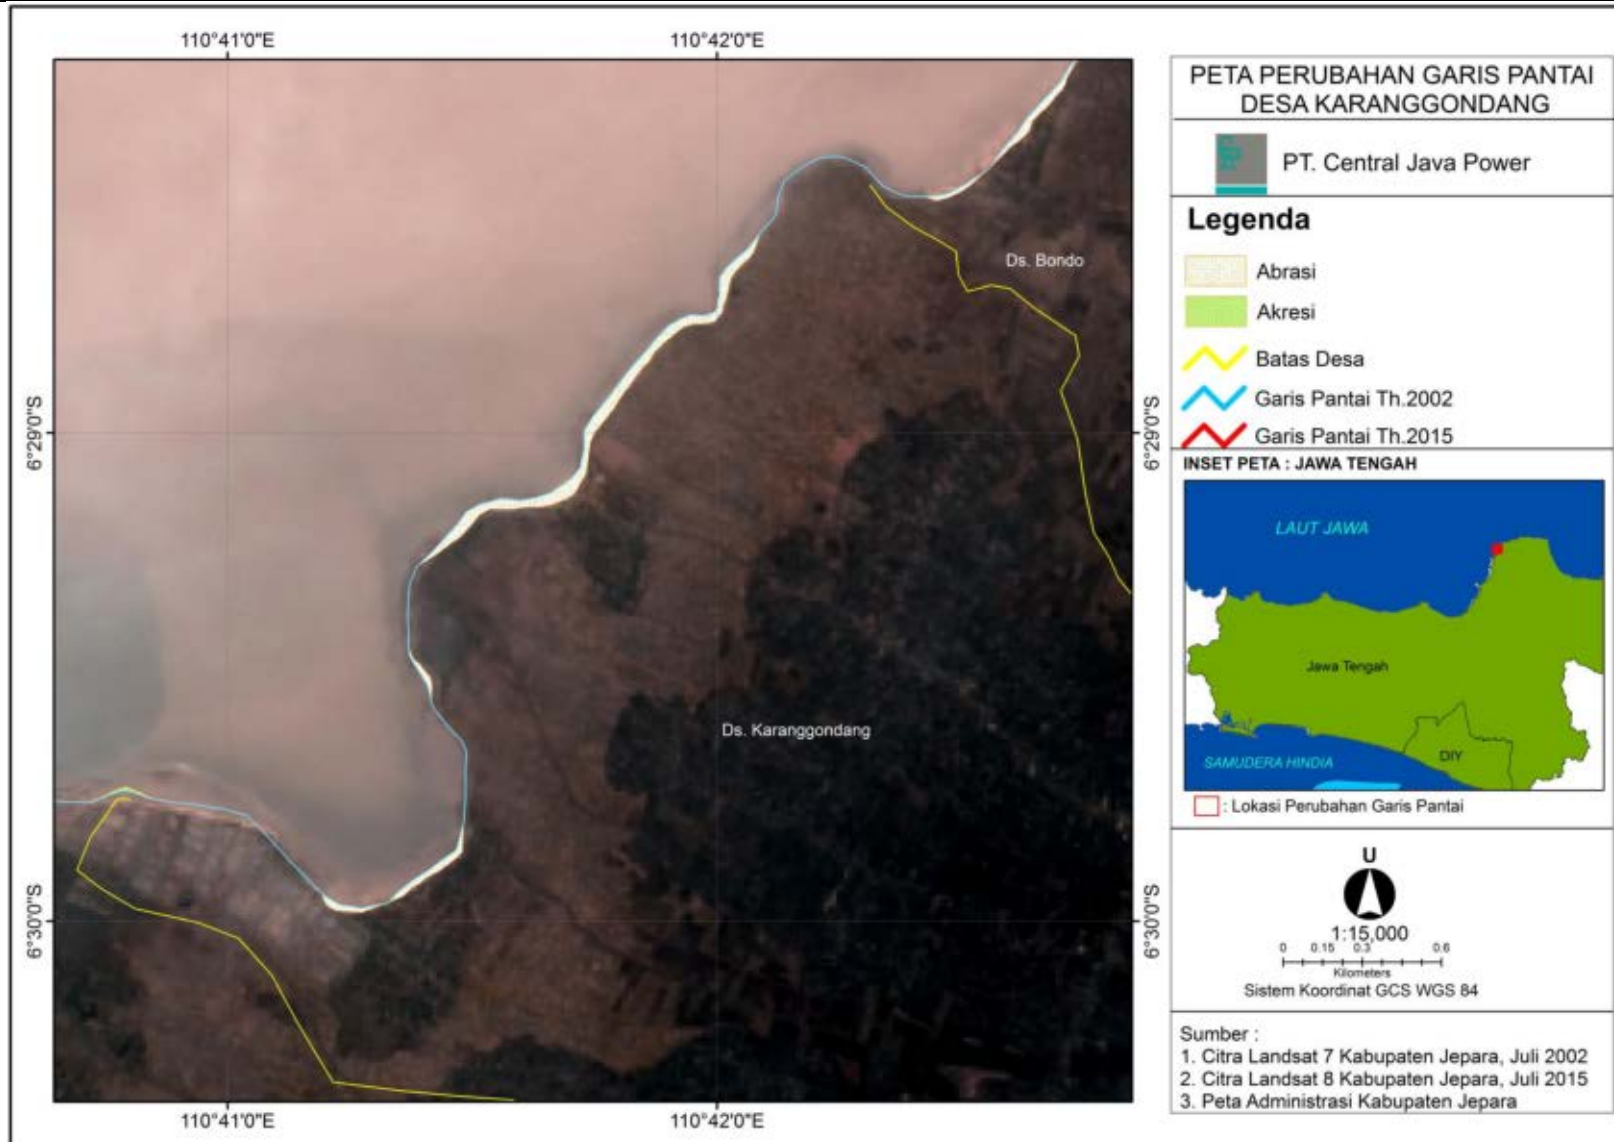 110°41'0"E
110°42'0"E
6°29'0"S
6°30'0"S
Ds. Bondo
Ds. Karanggondang
6°29'0"S
6°30'0"S
110°41'0"E
110°42'0"E
PETA PERUBAHAN GARIS PANTAI
DESA KARANGGONDANG
PT. Central Java Power
Legenda
Abrasi
Akresi
Batas Desa
Garis Pantai Th.2002
Garis Pantai Th.2015
INSET PETA : JAWA TENGAH
LAUT JAWA
Jawa Tengah
DIY
SAMUDERA HINDIA
: Lokasi Perubahan Garis Pantai
U
1:15,000
0 0.15 0.3 0.6
Kilometers
Sistem Koordinat GCS WGS 84
Sumber :
1. Citra Landsat 7 Kabupaten Jepara, Juli 2002
2. Citra Landsat 8 Kabupaten Jepara, Juli 2015
3. Peta Administrasi Kabupaten Jepara